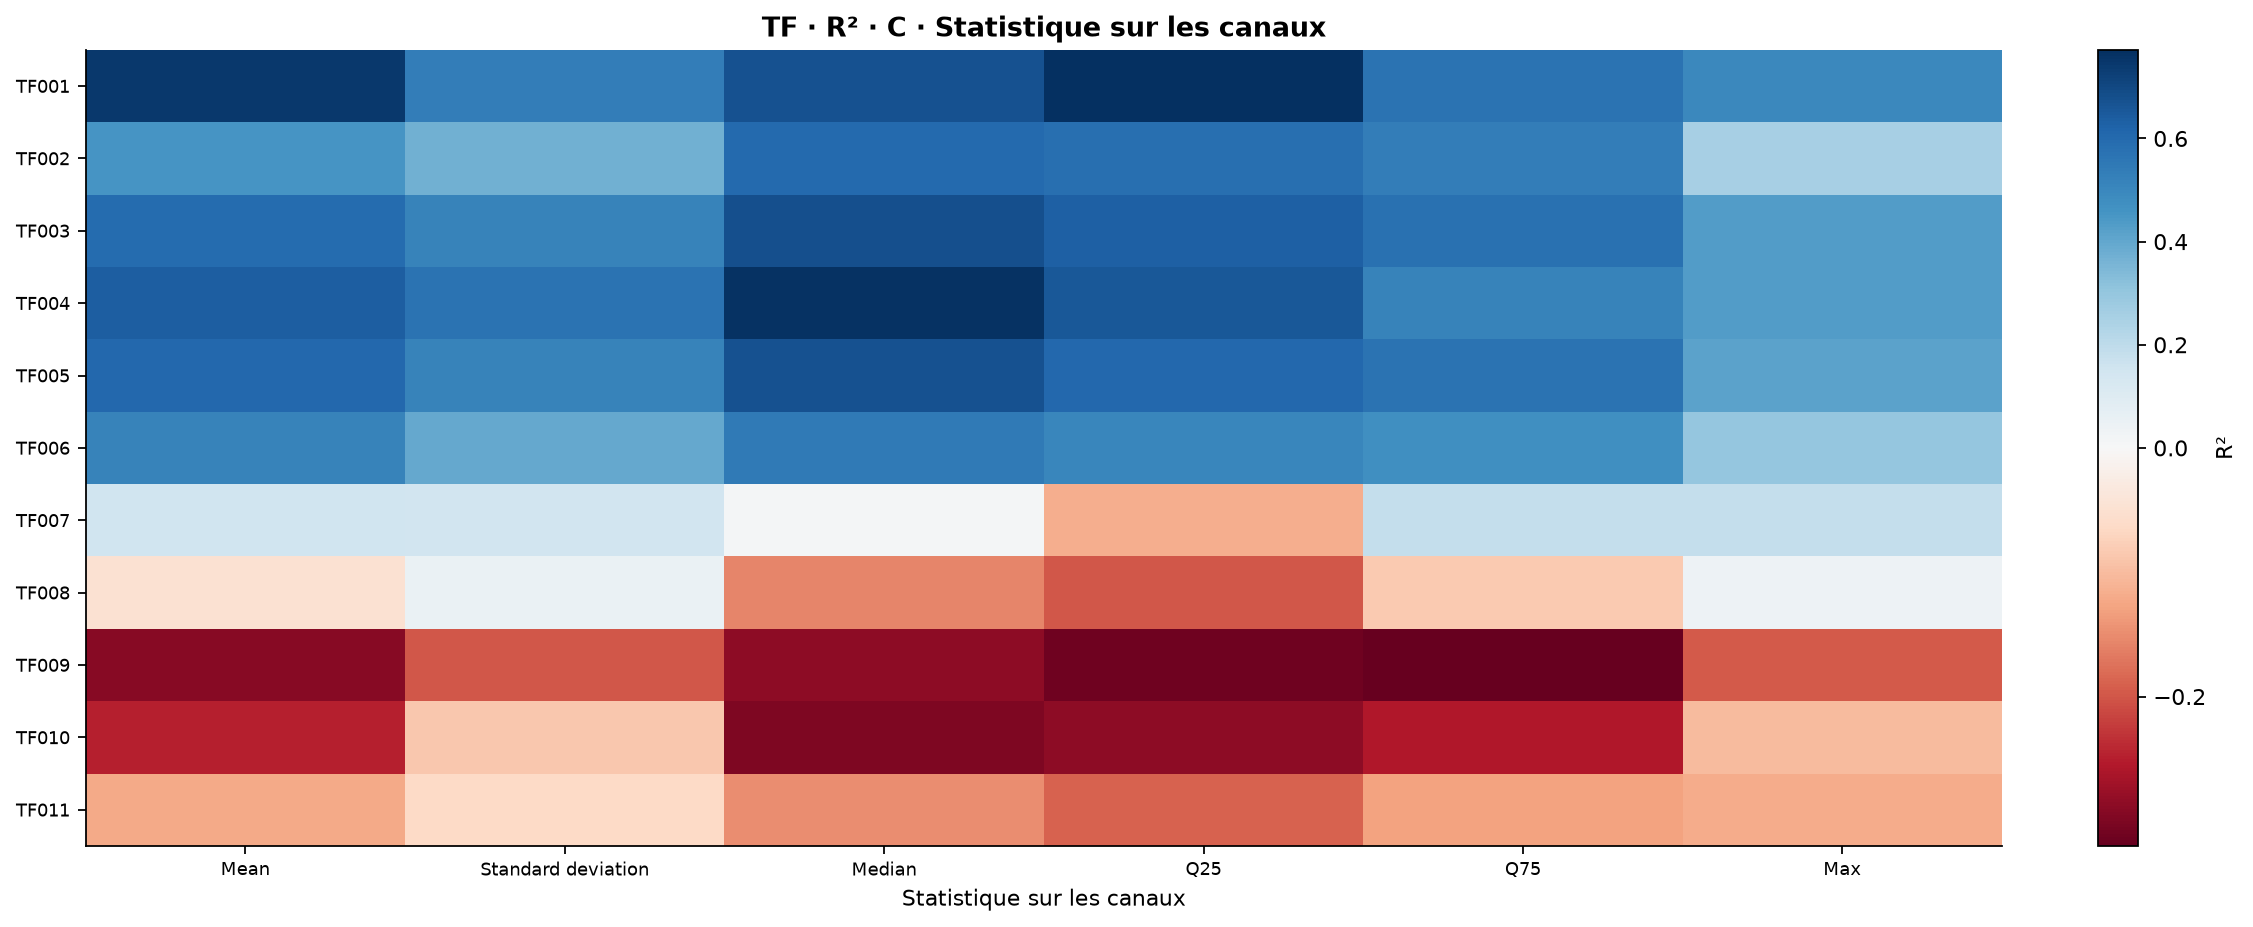 TF · R² · C · Statistique sur les canaux
TF001
TF002
TF003
TF004
TF005
TF006
TF007
TF008
TF009
TF010
TF011
Mean Standard deviation Median Q25 Q75 Max
Statistique sur les canaux
0.6
0.4
0.2
0.0
−0.2
R²